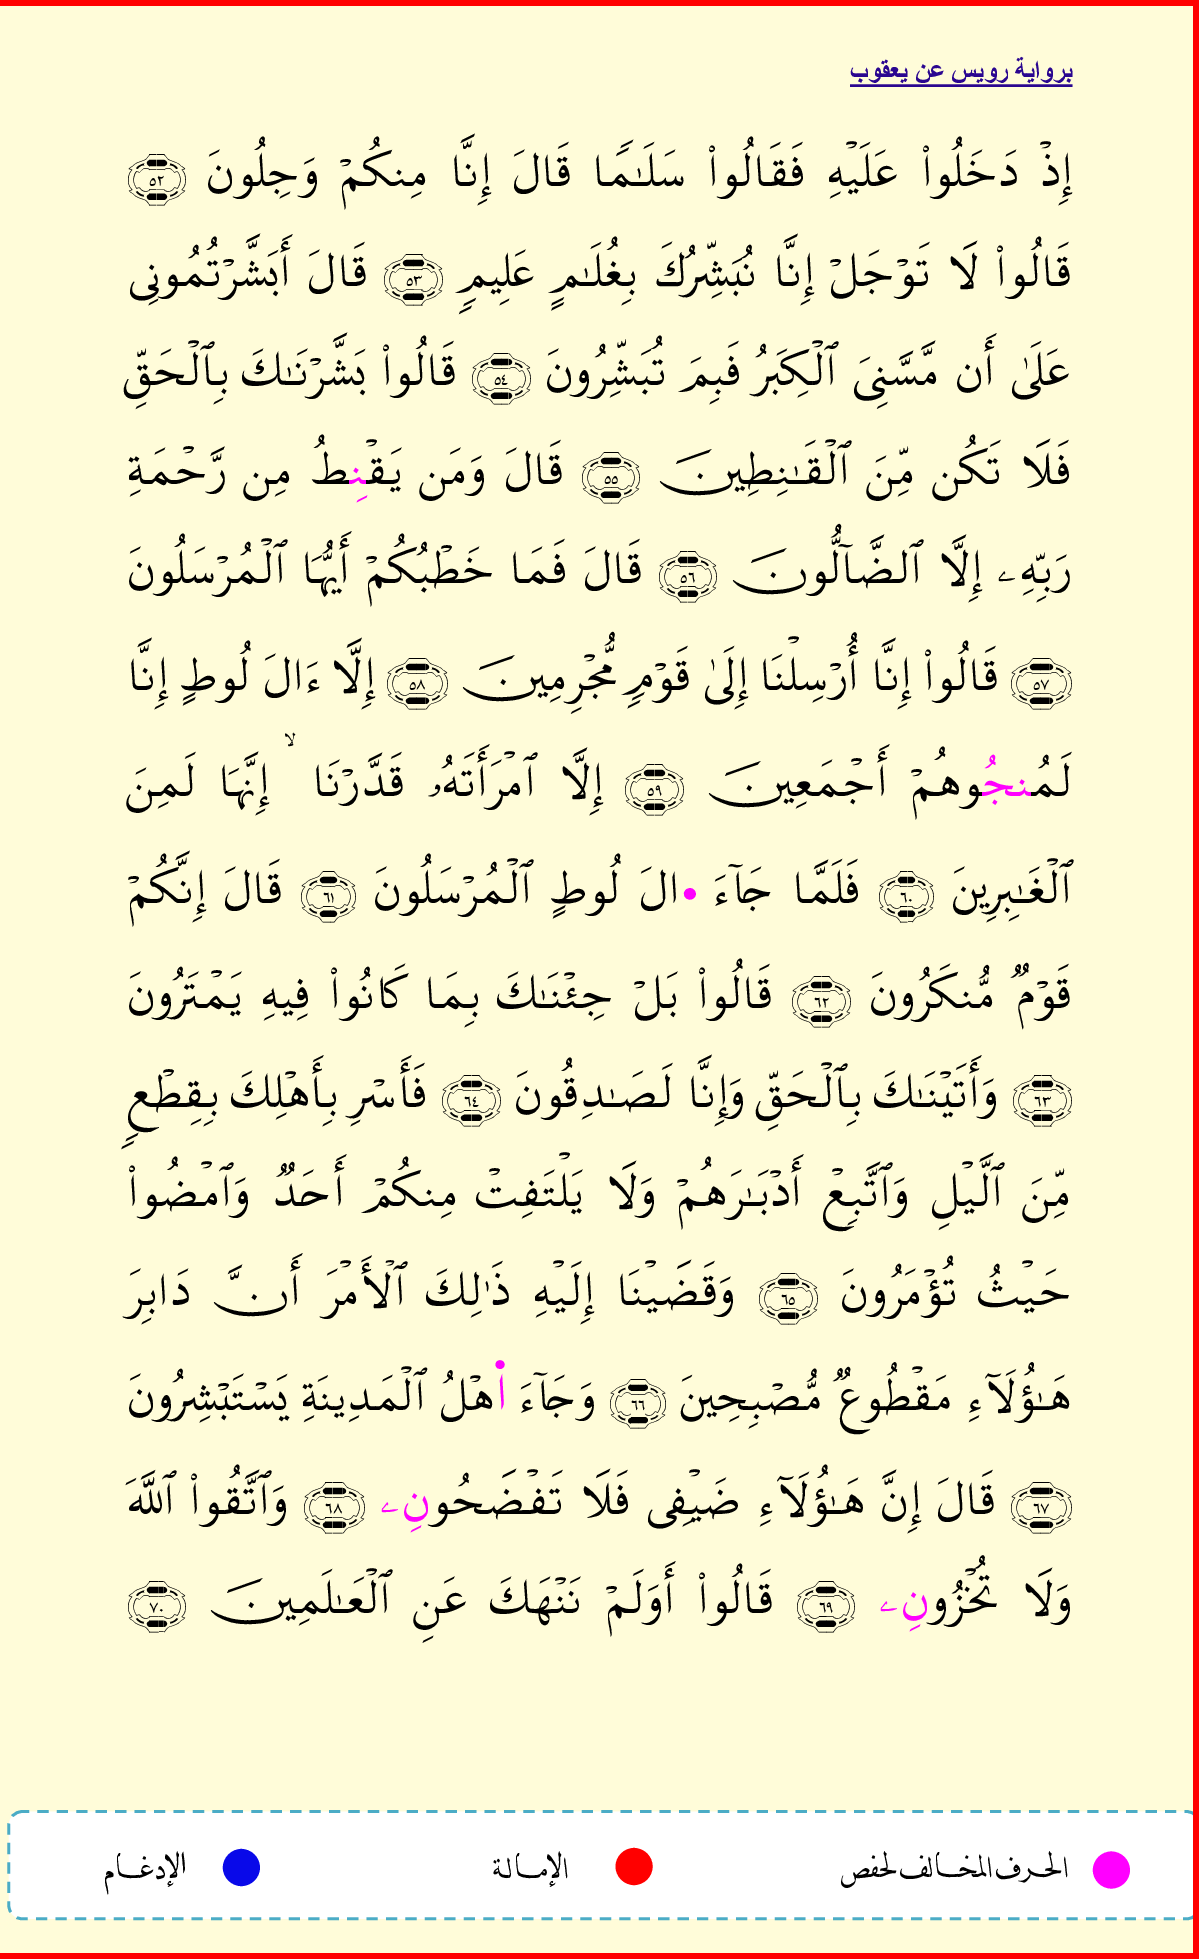 برواية رويس عن يعقوب
إِذۡ دَخَلُواْ عَلَيۡهِ فَقَالُواْ سَلَٰمٗا قَالَ إِنَّا مِنكُمۡ وَجِلُونَ ٥٢
قَالُواْ لَا تَوۡجَلۡ إِنَّا نُبَشِّرُكَ بِغُلَٰمٍ عَلِيمٖ ٥٣ قَالَ أَبَشَّرۡتُمُونِي
عَلَىٰٓ أَن مَّسَّنِيَ ٱلۡكِبَرُ فَبِمَ تُبَشِّرُونَ ٥٤ قَالُواْ بَشَّرۡنَٰكَ بِٱلۡحَقِّ
فَلَا تَكُن مِّنَ ٱلۡقَٰنِطِينَ ٥٥ قَالَ وَمَن يَقۡنِطُ مِن رَّحۡمَةِ
رَبِّهِۦ إِلَّا ٱلضَّآلُّونَ ٥٦ قَالَ فَمَا خَطۡبُكُمۡ أَيُّهَا ٱلۡمُرۡسَلُونَ
٥٧ قَالُواْ إِنَّا أُرۡسِلۡنَا إِلَىٰ قَوۡمٖ مُّجۡرِمِينَ ٥٨ إِلَّا ءَالَ لُوطٍ إِنَّا
لَمُنجُوهُمۡ أَجۡمَعِينَ ٥٩ إِلَّا ٱمۡرَأَتَهُۥ قَدَّرۡنَا ۙ إِنَّهَا لَمِنَ
ٱلۡغَٰبِرِينَ ٦٠ فَلَمَّا جَآءَ •الَ لُوطٍ ٱلۡمُرۡسَلُونَ ٦١ قَالَ إِنَّكُمۡ
قَوۡمٞ مُّنكَرُونَ ٦٢ قَالُواْ بَلۡ جِئۡنَٰكَ بِمَا كَانُواْ فِيهِ يَمۡتَرُونَ
٦٣ وَأَتَيۡنَٰكَ بِٱلۡحَقِّ وَإِنَّا لَصَٰدِقُونَ ٦٤ فَأَسۡرِ بِأَهۡلِكَ بِقِطۡعٖ
مِّنَ ٱلَّيۡلِ وَٱتَّبِعۡ أَدۡبَٰرَهُمۡ وَلَا يَلۡتَفِتۡ مِنكُمۡ أَحَدٞ وَٱمۡضُواْ
حَيۡثُ تُؤۡمَرُونَ ٦٥ وَقَضَيۡنَا إِلَيۡهِ ذَٰلِكَ ٱلۡأَمۡرَ أَنَّ دَابِرَ
هَٰؤُلَآءِ مَقۡطُوعٞ مُّصۡبِحِينَ ٦٦ وَجَآءَ ا۬هۡلُ ٱلۡمَدِينَةِ يَسۡتَبۡشِرُونَ
٦٧ قَالَ إِنَّ هَٰؤُلَآءِ ضَيۡفِي فَلَا تَفۡضَحُونِۦ ٦٨ وَٱتَّقُواْ ٱللَّهَ
وَلَا تُخۡزُونِۦ ٦٩ قَالُواْ أَوَلَمۡ نَنۡهَكَ عَنِ ٱلۡعَٰلَمِينَ ٧٠
الحرف المخالف لحفص الإمالة الإدغام